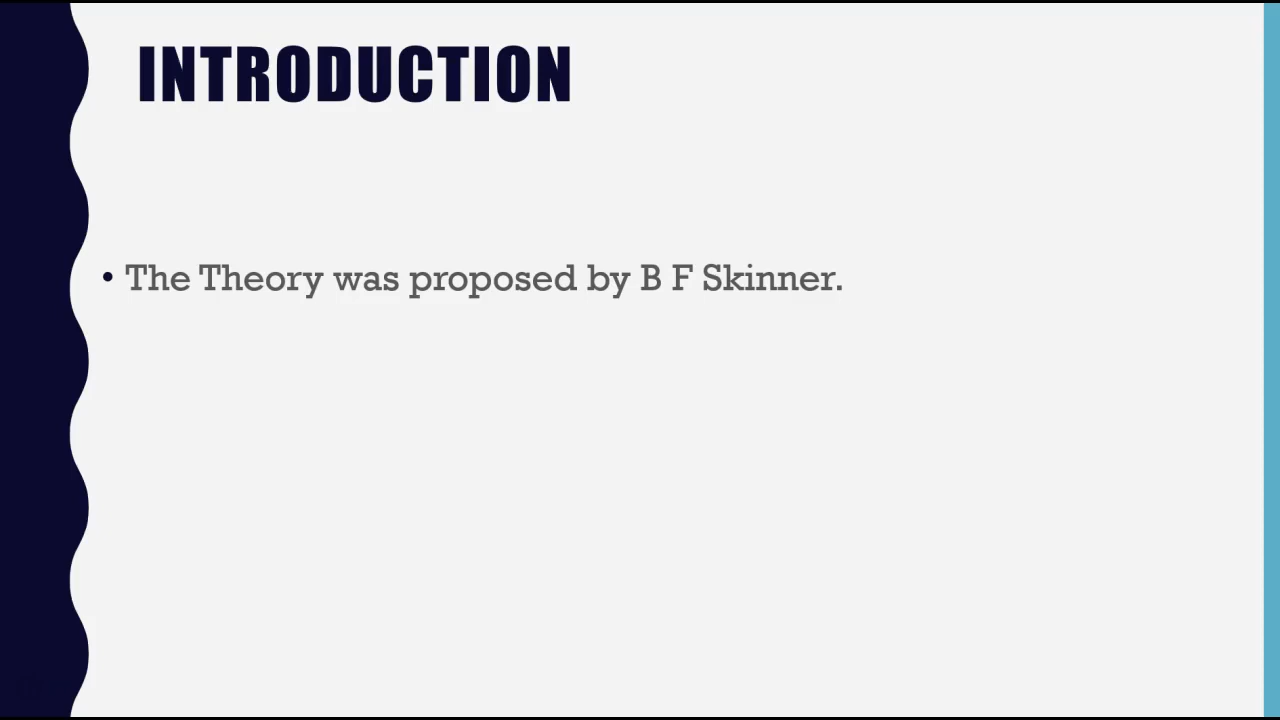 INTRODUCTION
• The Theory was proposed by B F Skinner.